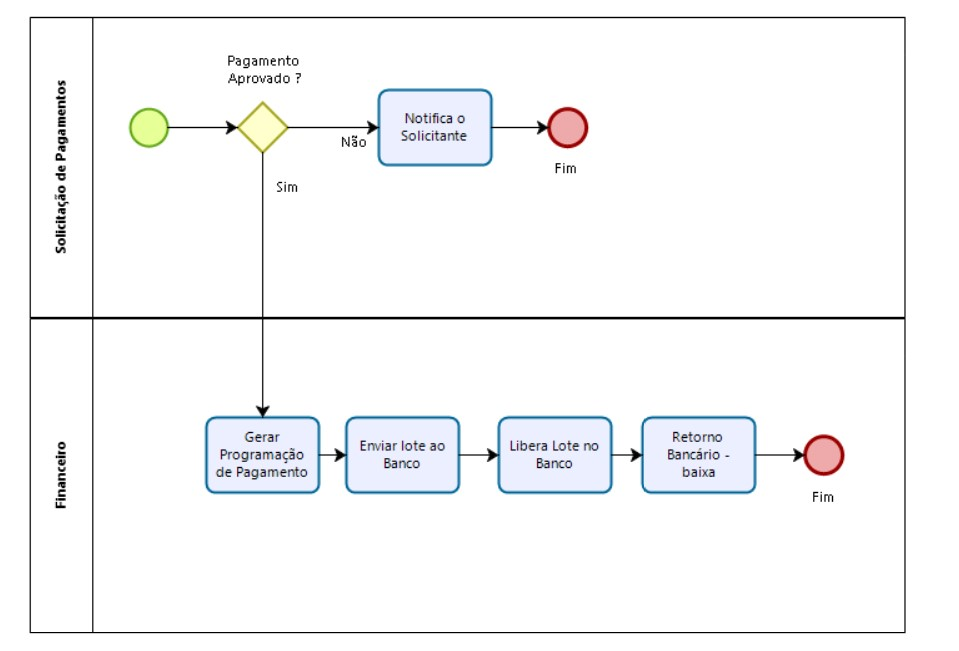 Solicitação de Pagamentos
Pagamento
Aprovado ?
Não
Sim
Notifica o
Solicitante
Fim
Financeiro
Gerar
Programação
de Pagamento
Enviar lote ao
Banco
Libera Lote no
Banco
Retorno
Bancário -
baixa
Fim